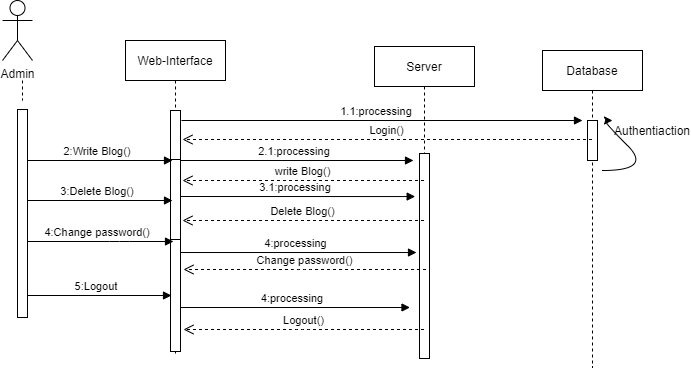 Admin
Web-Interface
Server
Database
1.1:processing
Login()
Authentiaction
2:Write Blog()
2.1:processing
write Blog()
3:Delete Blog()
3.1:processing
Delete Blog()
4:Change password()
4:processing
Change password()
5:Logout
4:processing
Logout()